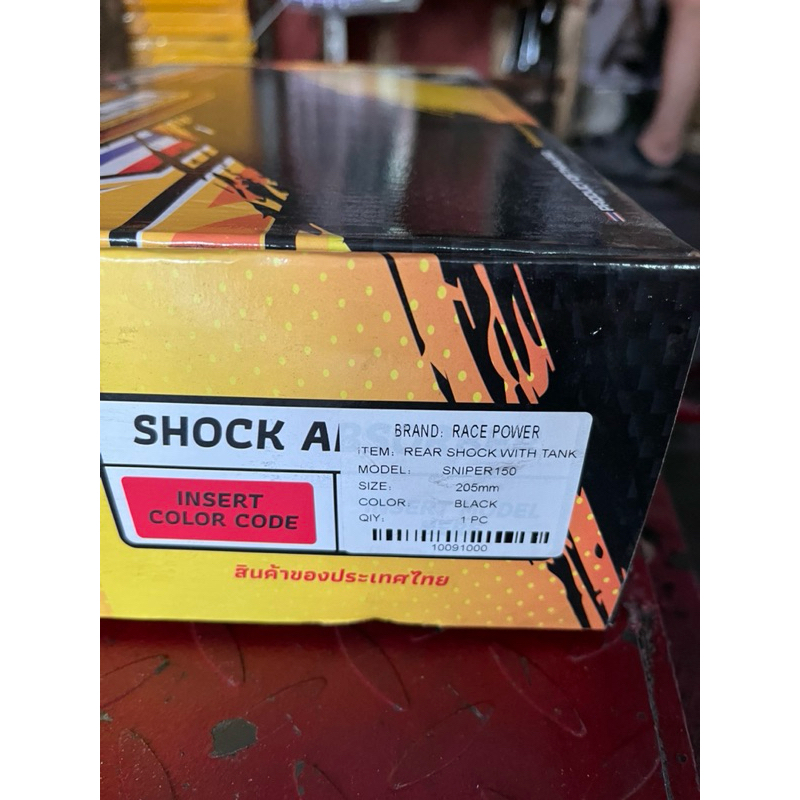 SHOCK A
INSERT
COLOR CODE
BRAND: RACE POWER
ITEM: REAR SHOCK WITH TANK
MODEL: SNIPER150
SIZE: 205mm
COLOR: BLACK
QIY: 1 PC
10091000
สินค้าของประเทศไทย